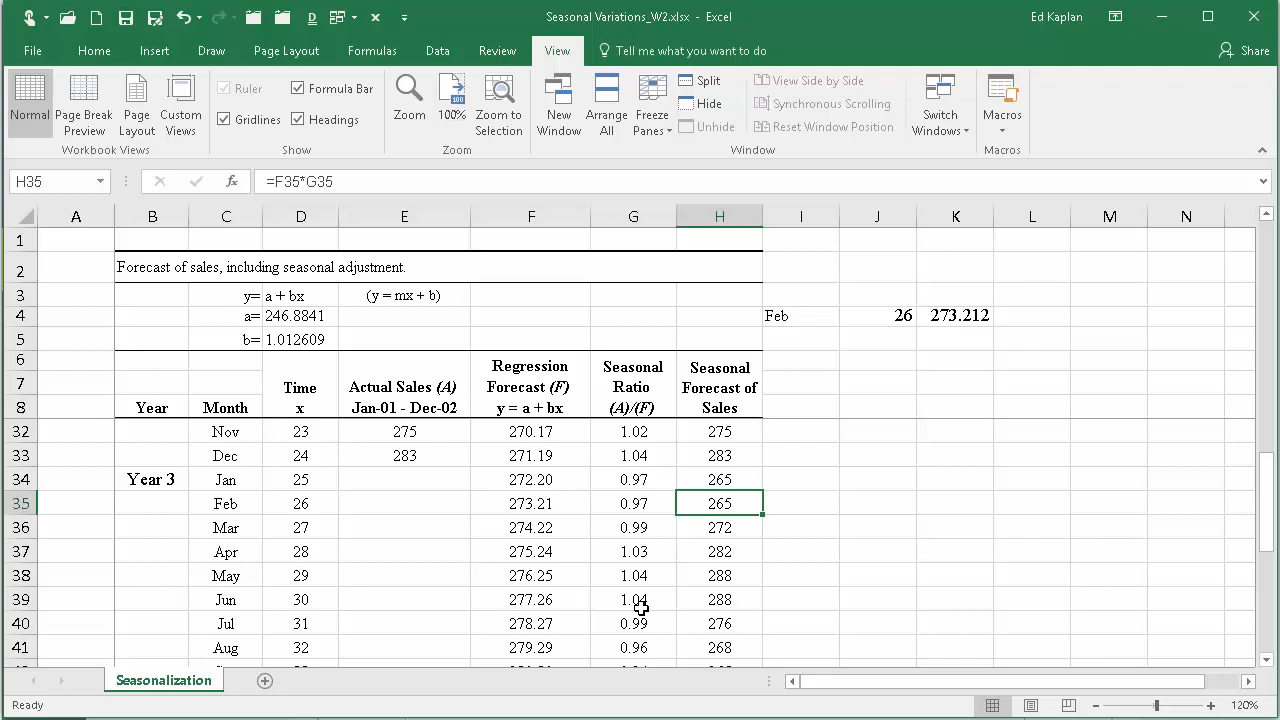 Seasonal Variations_W2.xlsx - Excel
Ed Kaplan
File Home Insert Draw Page Layout Formulas Data Review View Tell me what you want to do Share
Normal
Page Break Preview
Page Layout
Custom Views
Workbook Views
Ruler
Formula Bar
Gridlines
Headings
Show
Zoom
100%
Zoom to Selection
Zoom
New Window
Arrange All
Freeze Panes
Split
Hide
Unhide
View Side by Side
Synchronous Scrolling
Reset Window Position
Switch Windows
Window
Macros
Macros
H35 fx =F35*G35
A B C D E F G H I J K L M N
1
2 Forecast of sales, including seasonal adjustment.
3 y= a + bx (y = mx + b)
4 a= 246.8841 Feb 26 273.212
5 b= 1.012609
6 Regression Seasonal Seasonal
7 Time Actual Sales (A) Forecast (F) Ratio Forecast of
8 Year Month x Jan-01 - Dec-02 y = a + bx (A)/(F) Sales
32 Nov 23 275 270.17 1.02 275
33 Dec 24 283 271.19 1.04 283
34 Year 3 Jan 25 272.20 0.97 265
35 Feb 26 273.21 0.97 265
36 Mar 27 274.22 0.99 272
37 Apr 28 275.24 1.03 282
38 May 29 276.25 1.04 288
39 Jun 30 277.26 1.04 288
40 Jul 31 278.27 0.99 276
41 Aug 32 279.29 0.96 268
Seasonalization
Ready 120%